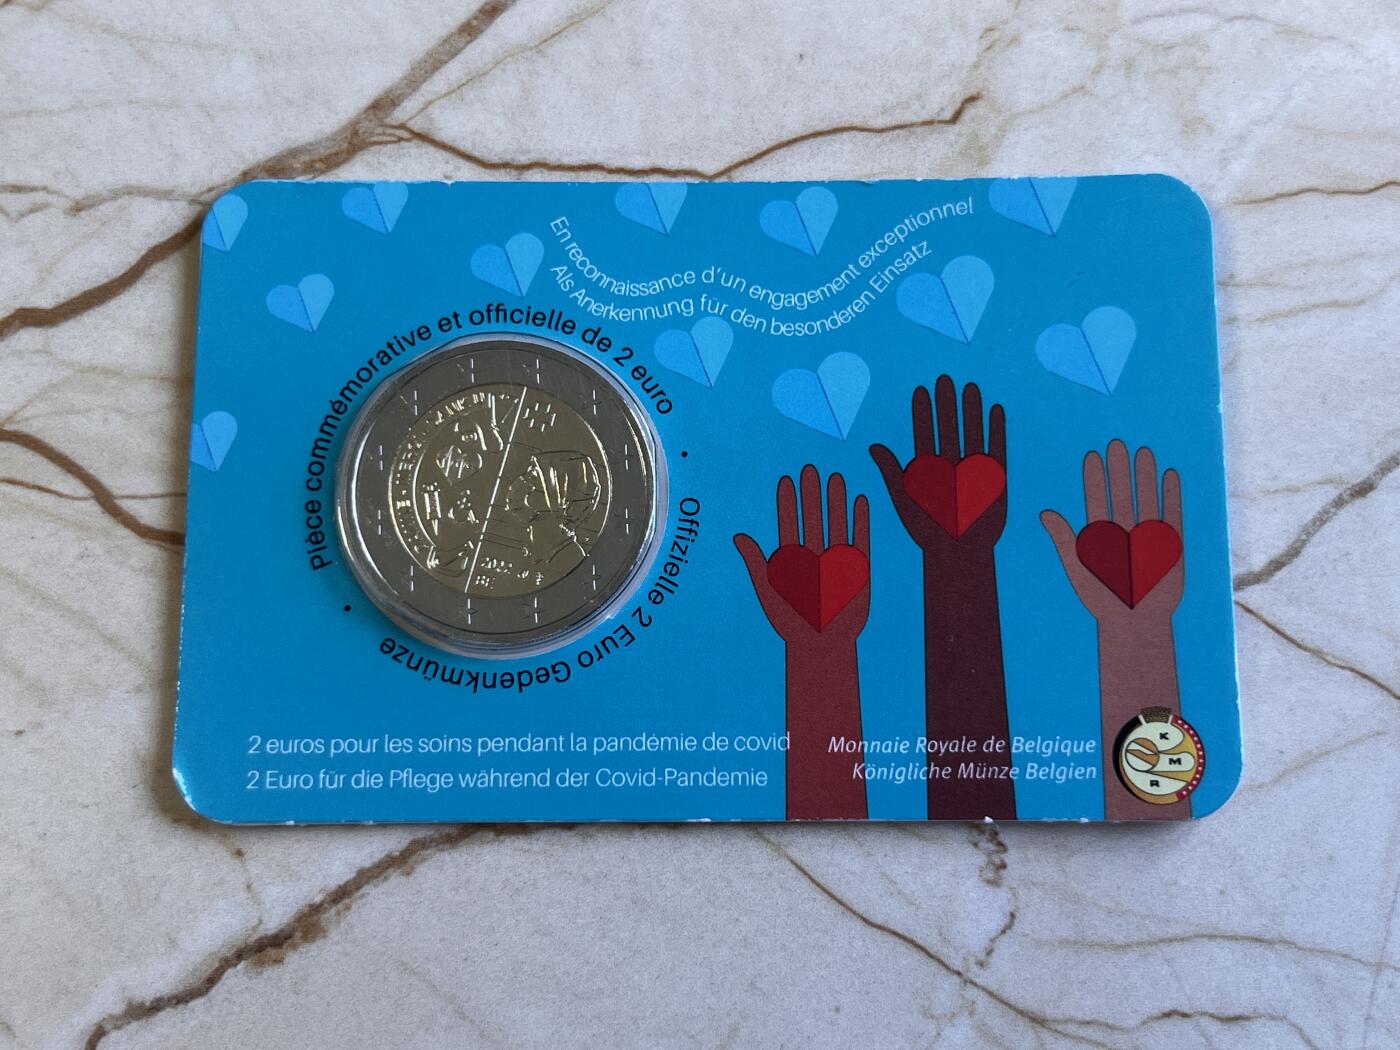 En reconnaissance d'un engagement exceptionnel
Als Anerkennung für den besonderen Einsatz
Pièce commémorative et officielle de 2 euro
• Offizielle 2 Euro Gedenkmünze •
2022
BE
2 euros pour les soins pendant la pandémie de covid
2 Euro für die Pflege während der Covid-Pandemie
Monnaie Royale de Belgique
Königliche Münze Belgien
K
M
R